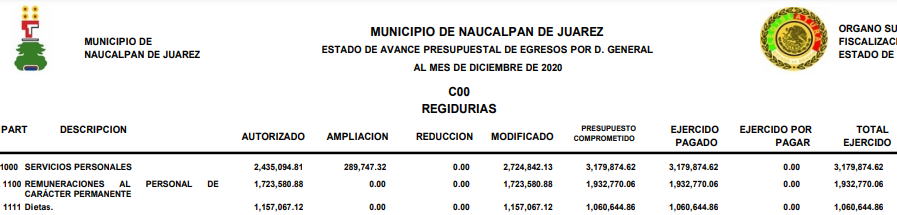 MUNICIPIO DE
NAUCALPAN DE JUAREZ
MUNICIPIO DE NAUCALPAN DE JUAREZ
ESTADO DE AVANCE PRESUPUESTAL DE EGRESOS POR D. GENERAL
AL MES DE DICIEMBRE DE 2020
ORGANO SU
FISCALIZAC
ESTADO DE
C00
REGIDURIAS
PART DESCRIPCION AUTORIZADO AMPLIACION REDUCCION MODIFICADO PRESUPUESTO COMPROMETIDO EJERCIDO PAGADO EJERCIDO POR PAGAR TOTAL EJERCIDO
1000 SERVICIOS PERSONALES 2,435,094.81 289,747.32 0.00 2,724,842.13 3,179,874.62 3,179,874.62 0.00 3,179,874.62
1100 REMUNERACIONES AL PERSONAL DE 1,723,580.88 0.00 0.00 1,723,580.88 1,932,770.06 1,932,770.06 0.00 1,932,770.06
CARÁCTER PERMANENTE
1111 Dietas. 1,157,067.12 0.00 0.00 1,157,067.12 1,060,644.86 1,060,644.86 0.00 1,060,644.86